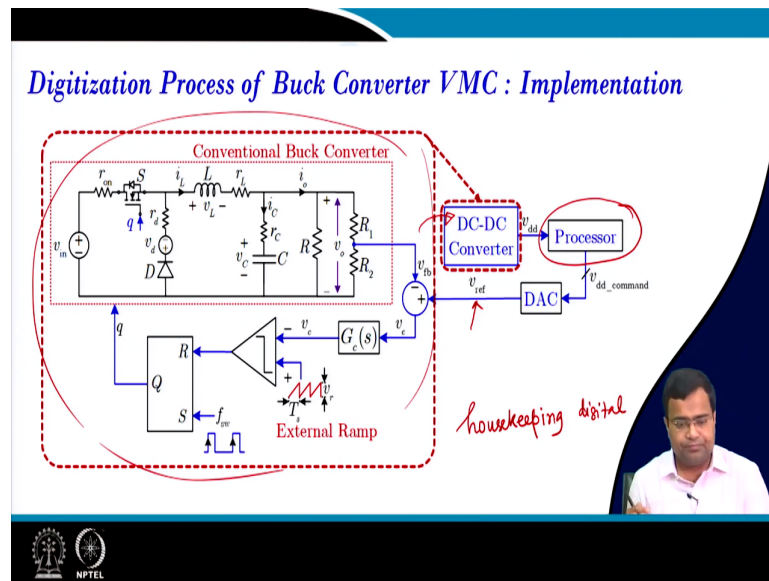 Digitization Process of Buck Converter VMC : Implementation
Conventional Buck Converter
r_on S i_L L r_L i_o
q + v_L − i_C
r_d r_C R_1
v_in v_d + v_C − C R + v_o − R_2
D
v_fb
DC-DC
Converter
v_dd
Processor
v_dd_command
DAC
v_ref
− +
v_e
G_c(s)
v_c
− +
q
R
Q
S
f_sw
T_s v_r
External Ramp
housekeeping digital
NPTEL